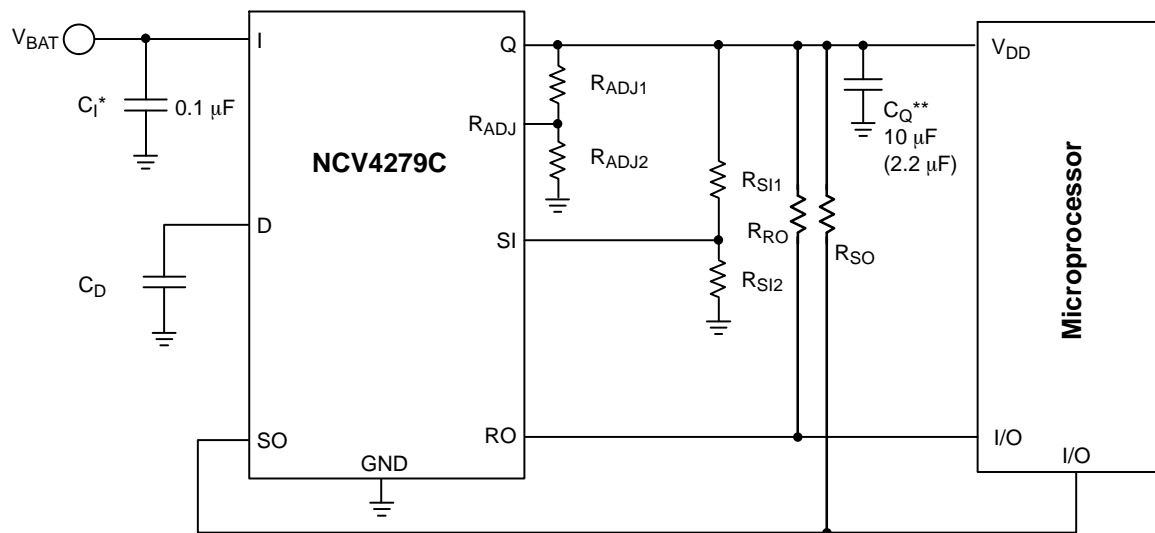 V_BAT
I
Q
V_DD
R_ADJ1
C_I*
0.1 μF
C_Q**
10 μF
(2.2 μF)
R_ADJ
NCV4279C
R_ADJ2
R_SI1
Microprocessor
D
SI
R_RO
R_SO
C_D
R_SI2
SO
RO
I/O
GND
I/O